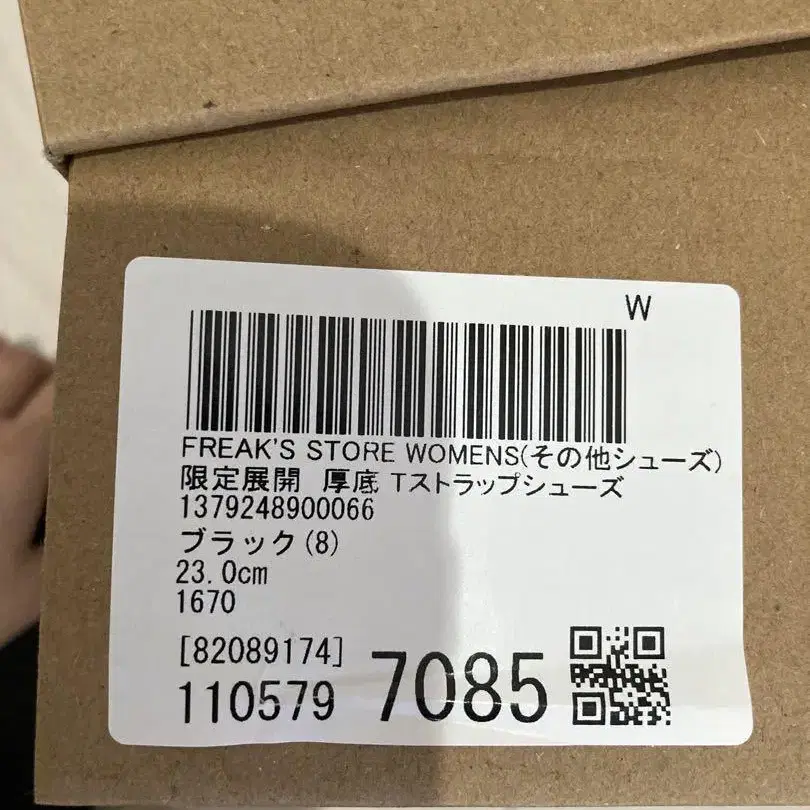 W
FREAK'S STORE WOMENS(その他シューズ)
限定展開 厚底 Tストラップシューズ
1379248900066
ブラック(8)
23.0cm
1670
[82089174]
110579 7085